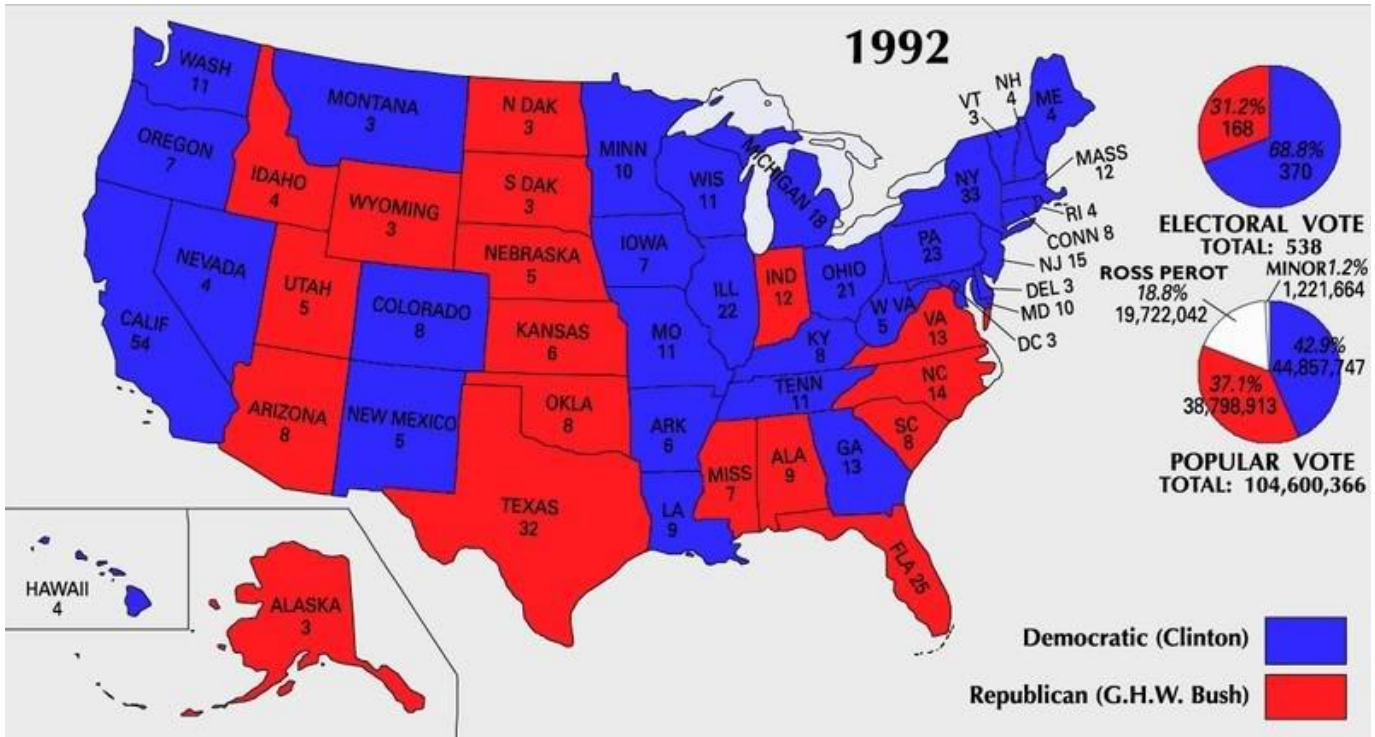 1992
WASH
11
OREGON
7
CALIF
54
NEVADA
4
IDAHO
4
MONTANA
3
WYOMING
3
UTAH
5
COLORADO
8
ARIZONA
8
NEW MEXICO
5
N DAK
3
S DAK
3
NEBRASKA
5
KANSAS
6
OKLA
8
TEXAS
32
MINN
10
IOWA
7
MO
11
ARK
6
LA
9
WIS
11
ILL
22
MICHIGAN 18
IND
12
OHIO
21
KY
8
TENN
11
MISS
7
ALA
9
GA
13
FLA 25
SC
8
NC
14
VA
13
W VA
5
PA
23
NY
33
VT
3
NH
4
ME
4
MASS
12
RI 4
CONN 8
NJ 15
DEL 3
MD 10
DC 3
HAWAII
4
ALASKA
3
31.2%
168
68.8%
370
ELECTORAL VOTE
TOTAL: 538
ROSS PEROT
18.8%
19,722,042
MINOR 1.2%
1,221,664
42.9%
44,857,747
37.1%
38,798,913
POPULAR VOTE
TOTAL: 104,600,366
Democratic (Clinton)
Republican (G.H.W. Bush)